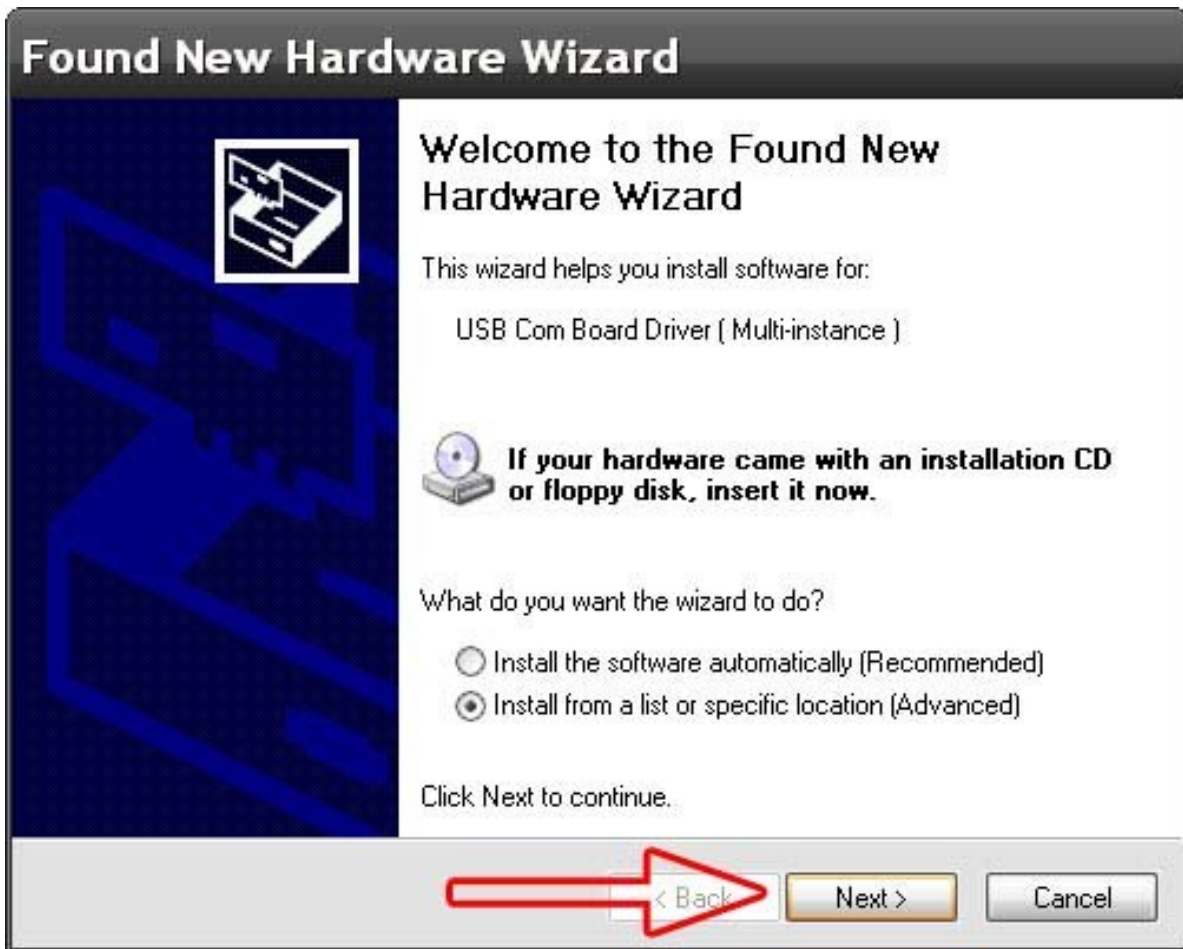 Found New Hardware Wizard
Welcome to the Found New
Hardware Wizard
This wizard helps you install software for:
USB Com Board Driver ( Multi-instance )
If your hardware came with an installation CD
or floppy disk, insert it now.
What do you want the wizard to do?
Install the software automatically (Recommended)
Install from a list or specific location (Advanced)
Click Next to continue.
< Back Next > Cancel